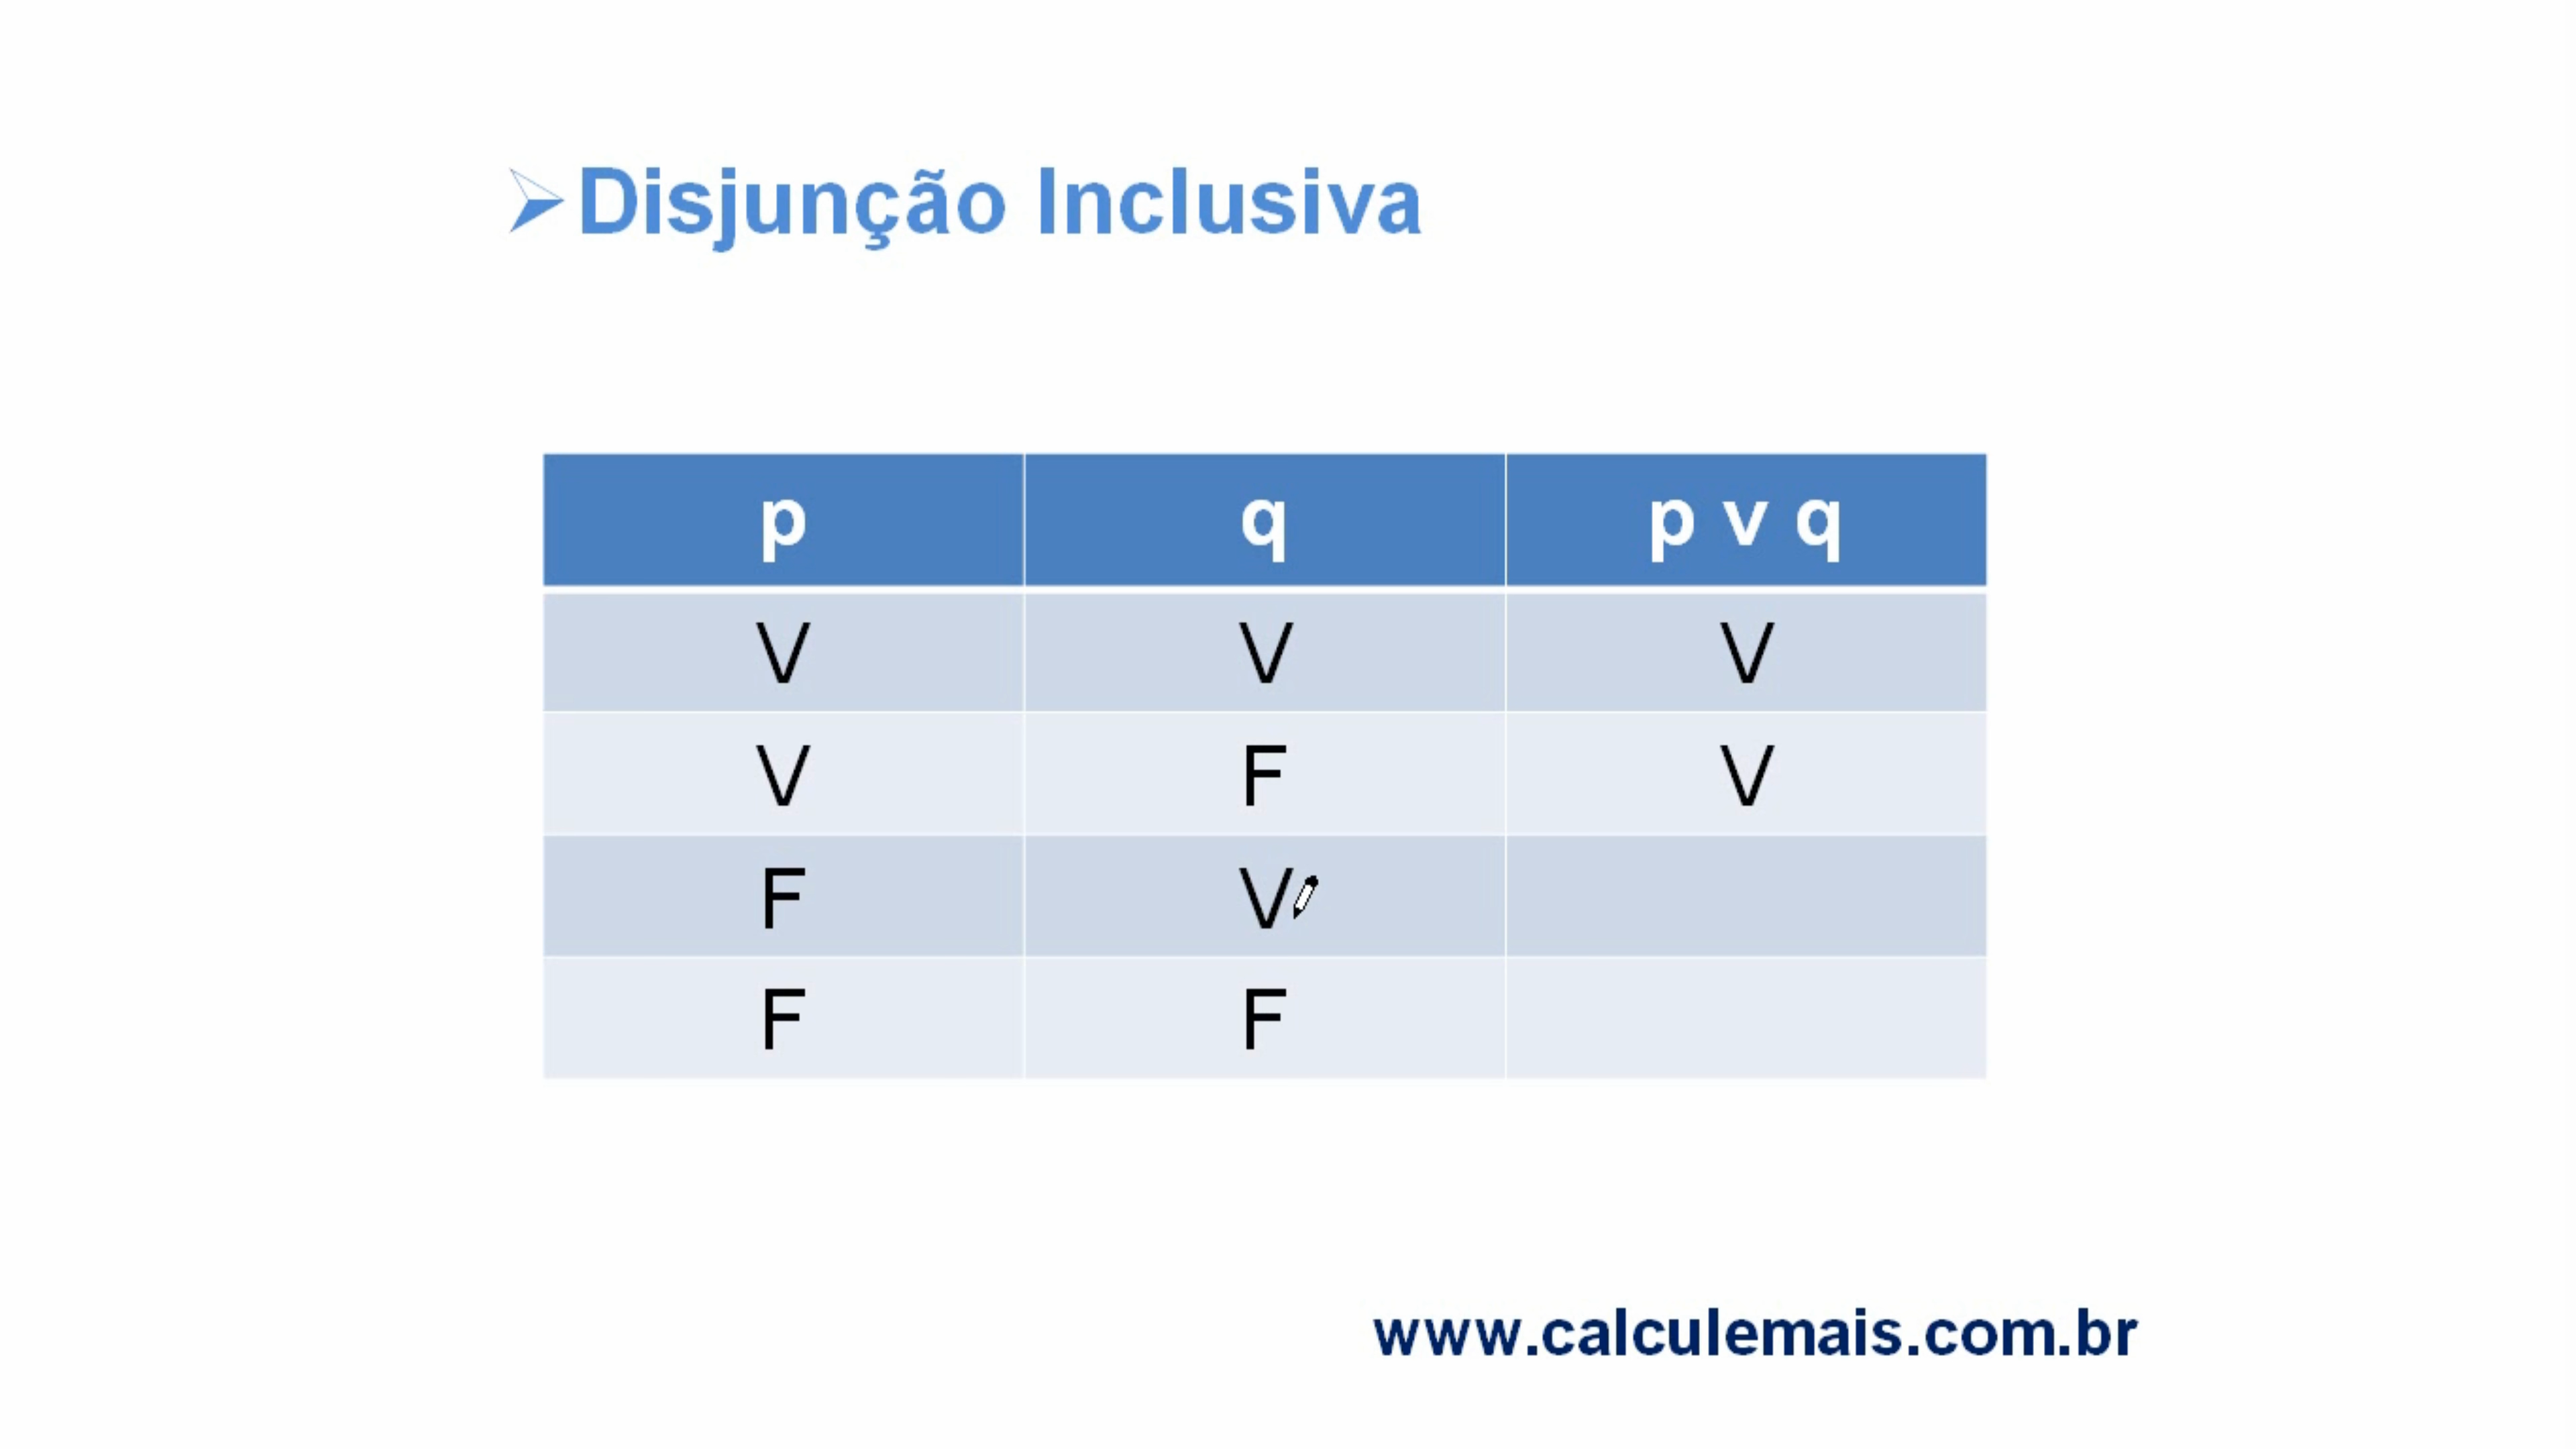 Disjunção Inclusiva
p q p v q
V V V
V F V
F V
F F
www.calculemais.com.br